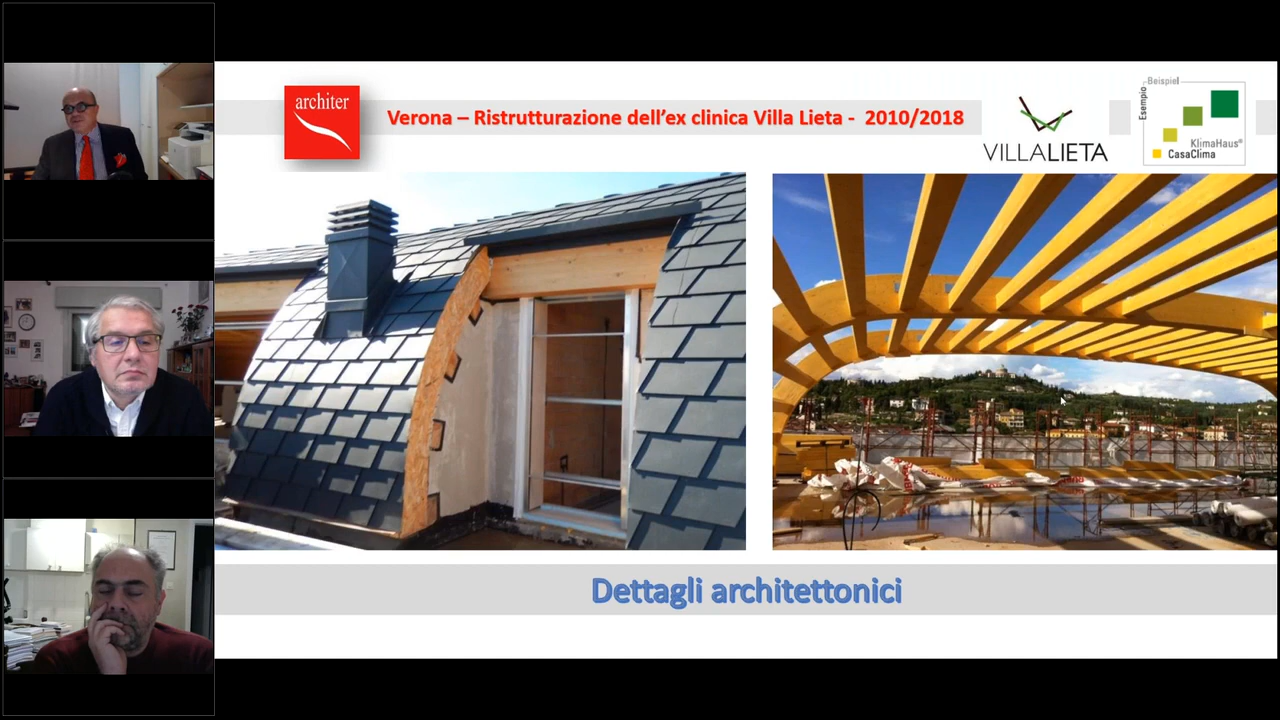 architer
Verona – Ristrutturazione dell'ex clinica Villa Lieta - 2010/2018
VILLALIETA
Beispiel
Esempio
KlimaHaus®
CasaClima
Dettagli architettonici